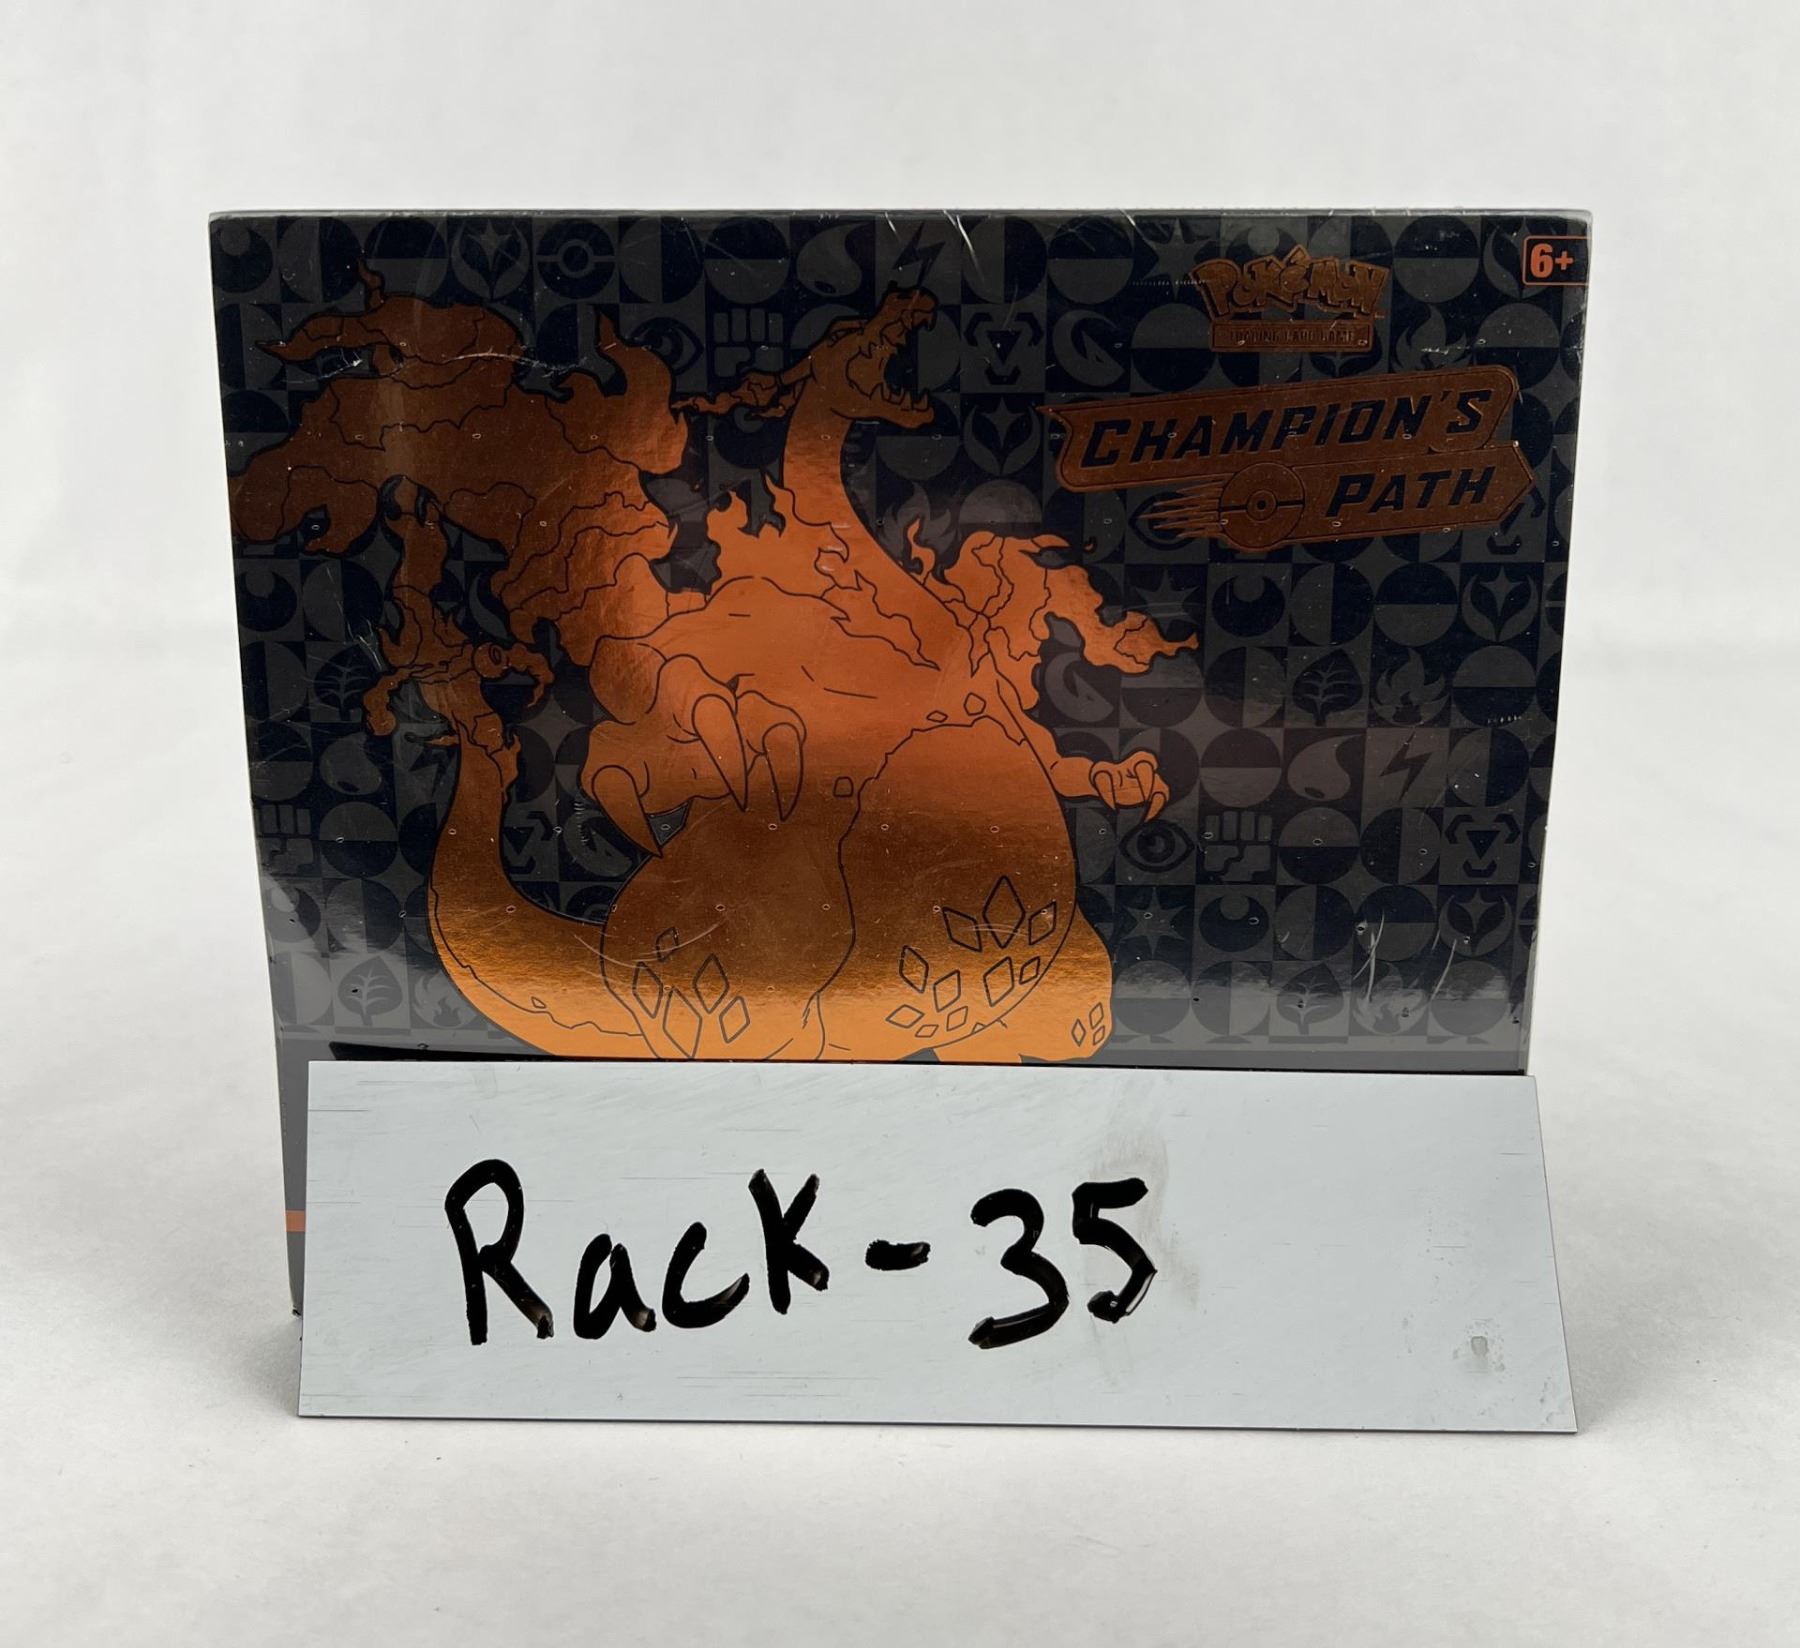 6+
POKÉMON
TRADING CARD GAME
CHAMPION'S
PATH
Rack-35